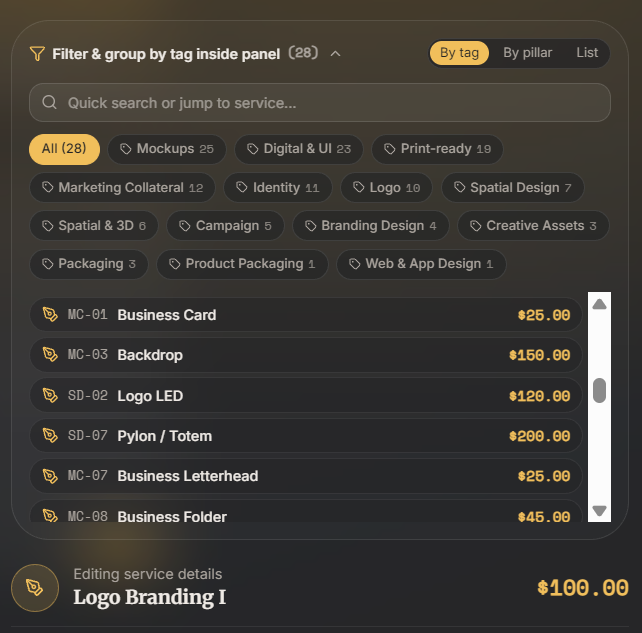 Filter & group by tag inside panel (28)
By tag By pillar List
Quick search or jump to service...
All (28) Mockups 25 Digital & UI 23 Print-ready 19
Marketing Collateral 12 Identity 11 Logo 10 Spatial Design 7
Spatial & 3D 6 Campaign 5 Branding Design 4 Creative Assets 3
Packaging 3 Product Packaging 1 Web & App Design 1
MC-01 Business Card $25.00
MC-03 Backdrop $150.00
SD-02 Logo LED $120.00
SD-07 Pylon / Totem $200.00
MC-07 Business Letterhead $25.00
MC-08 Business Folder $45.00
Editing service details
Logo Branding I $100.00